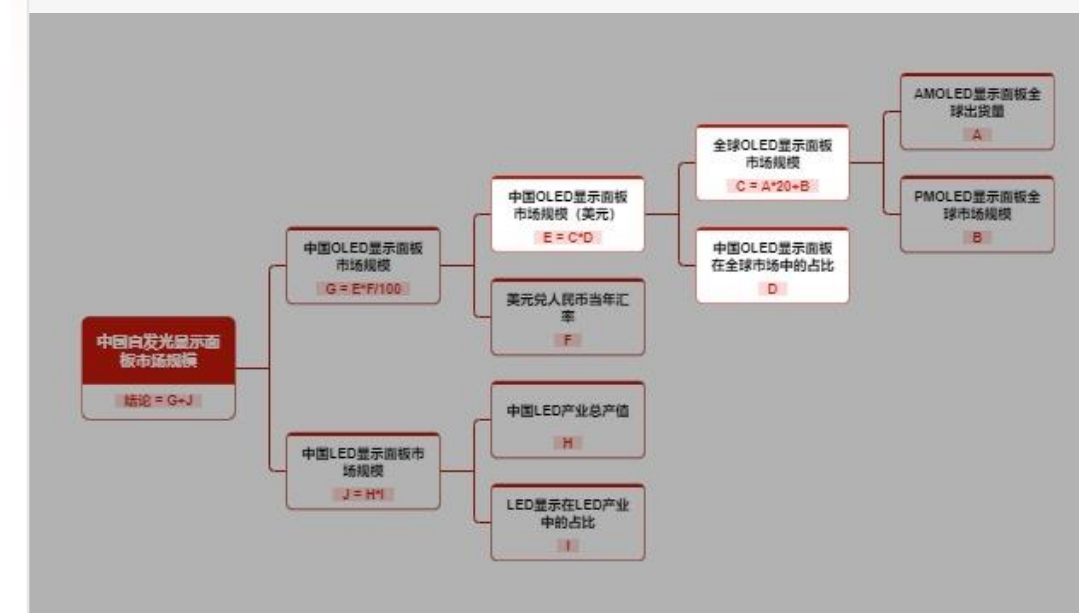 AMOLED显示面板全
球出货量
A
全球OLED显示面板
市场规模
C = A*20+B
PMOLED显示面板全
球市场规模
B
中国OLED显示面板
市场规模（美元）
E = C*D
中国OLED显示面板
在全球市场中的占比
D
中国OLED显示面板
市场规模
G = E*F/100
美元兑人民币当年汇
率
F
中国自发光显示面
板市场规模
结论 = G+J
中国LED产业总产值
H
中国LED显示面板市
场规模
J = H*I
LED显示在LED产业
中的占比
I